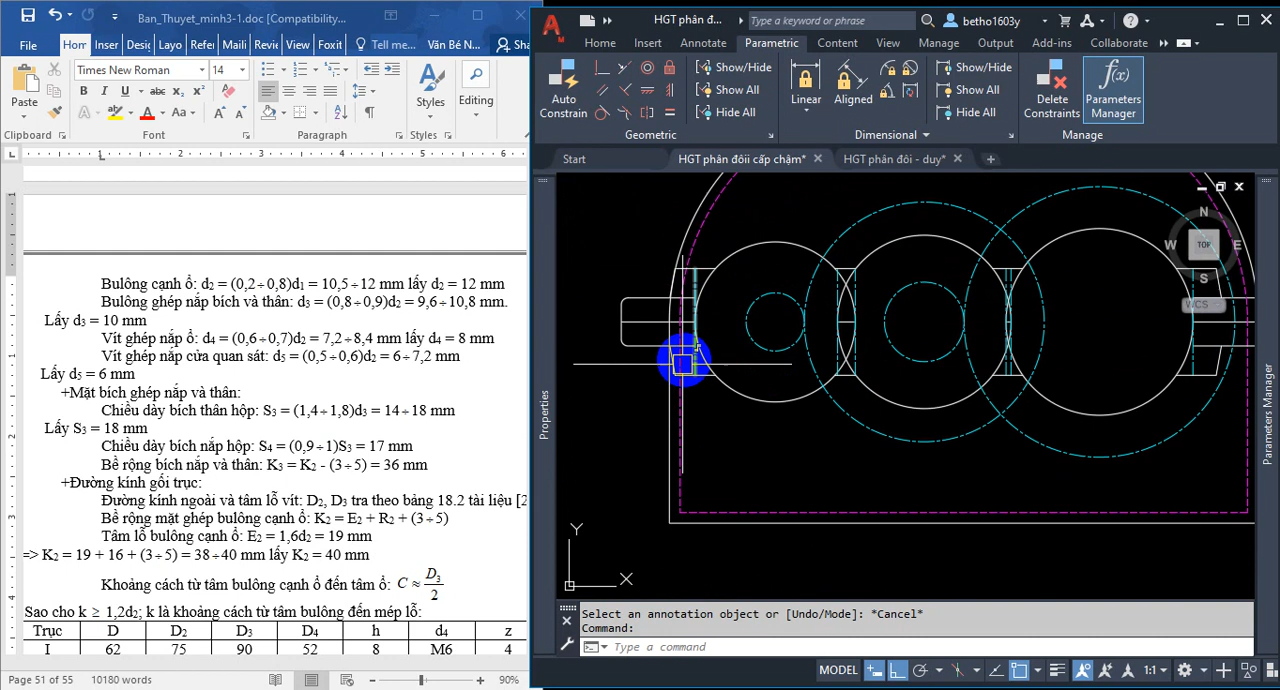 Ban_Thuyet_minh3-1.doc [Compatibility
File Hom Inser Desig Layo Refer Maili Revie View Foxit Tell me... Văn Bé N... Sha
Times New Roman 14
Paste
B I U abc x₂ x²
A A Aa A A
Styles Editing
Clipboard Font Paragraph Styles
1 2 3 4 5 6
Bulông cạnh ổ: d₂ = (0,2÷0,8)d₁ = 10,5÷12 mm lấy d₂ = 12 mm
Bulông ghép nắp bích và thân: d₃ = (0,8÷0,9)d₂ = 9,6÷10,8 mm.
Lấy d₃ = 10 mm
Vít ghép nắp ổ: d₄ = (0,6÷0,7)d₂ = 7,2÷8,4 mm lấy d₄ = 8 mm
Vít ghép nắp cửa quan sát: d₅ = (0,5÷0,6)d₂ = 6÷7,2 mm
Lấy d₅ = 6 mm
+Mặt bích ghép nắp và thân:
Chiều dày bích thân hộp: S₃ = (1,4÷1,8)d₃ = 14÷18 mm
Lấy S₃ = 18 mm
Chiều dày bích nắp hộp: S₄ = (0,9÷1)S₃ = 17 mm
Bề rộng bích nắp và thân: K₃ = K₂ - (3÷5) = 36 mm
+Đường kính gối trục:
Đường kính ngoài và tâm lỗ vít: D₂, D₃ tra theo bảng 18.2 tài liệu [2
Bề rộng mặt ghép bulông cạnh ổ: K₂ = E₂ + R₂ + (3÷5)
Tâm lỗ bulông cạnh ổ: E₂ = 1,6d₂ = 19 mm
=> K₂ = 19 + 16 + (3÷5) = 38÷40 mm lấy K₂ = 40 mm
Khoảng cách từ tâm bulông cạnh ổ đến tâm ổ: C ≈ D₃/2
Sao cho k ≥ 1,2d₂; k là khoảng cách từ tâm bulông đến mép lỗ:
Trục D D₂ D₃ D₄ h d₄ z
I 62 75 90 52 8 M6 4
Page 51 of 55 10180 words 90%
HGT phân đ... Type a keyword or phrase betho1603y
Home Insert Annotate Parametric Content View Manage Output Add-ins Collaborate
Auto Constrain
Show/Hide
Show All
Hide All
Linear Aligned
Show/Hide
Show All
Hide All
Delete Constraints
f(x) Parameters Manager
Geometric Dimensional Manage
Start HGT phân đôii cấp chậm* HGT phân đôi - duy*
N
W TOP E
S
WCS
Properties
Parameters Manager
Y
X
Select an annotation object or [Undo/Mode]: *Cancel*
Command:
Type a command
MODEL 1:1